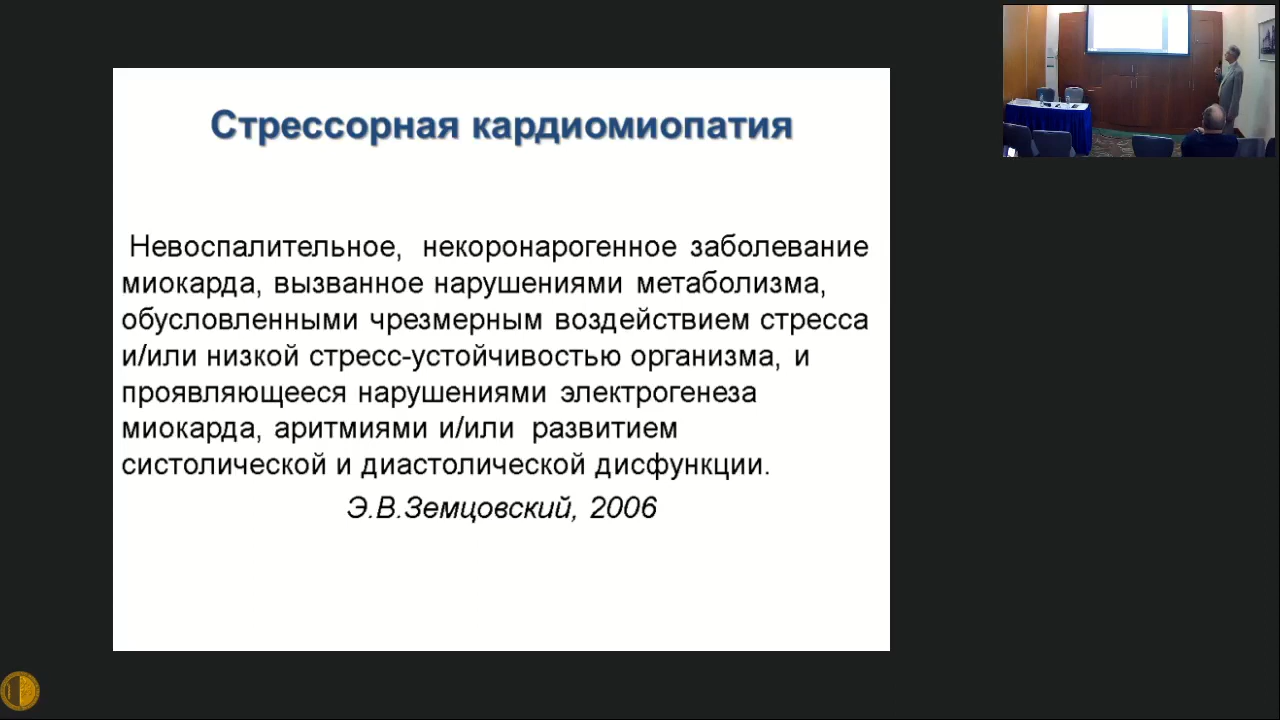 Стрессорная кардиомиопатия
Невоспалительное, некоронарогенное заболевание
миокарда, вызванное нарушениями метаболизма,
обусловленными чрезмерным воздействием стресса
и/или низкой стресс-устойчивостью организма, и
проявляющееся нарушениями электрогенеза
миокарда, аритмиями и/или развитием
систолической и диастолической дисфункции.
Э.В.Земцовский, 2006